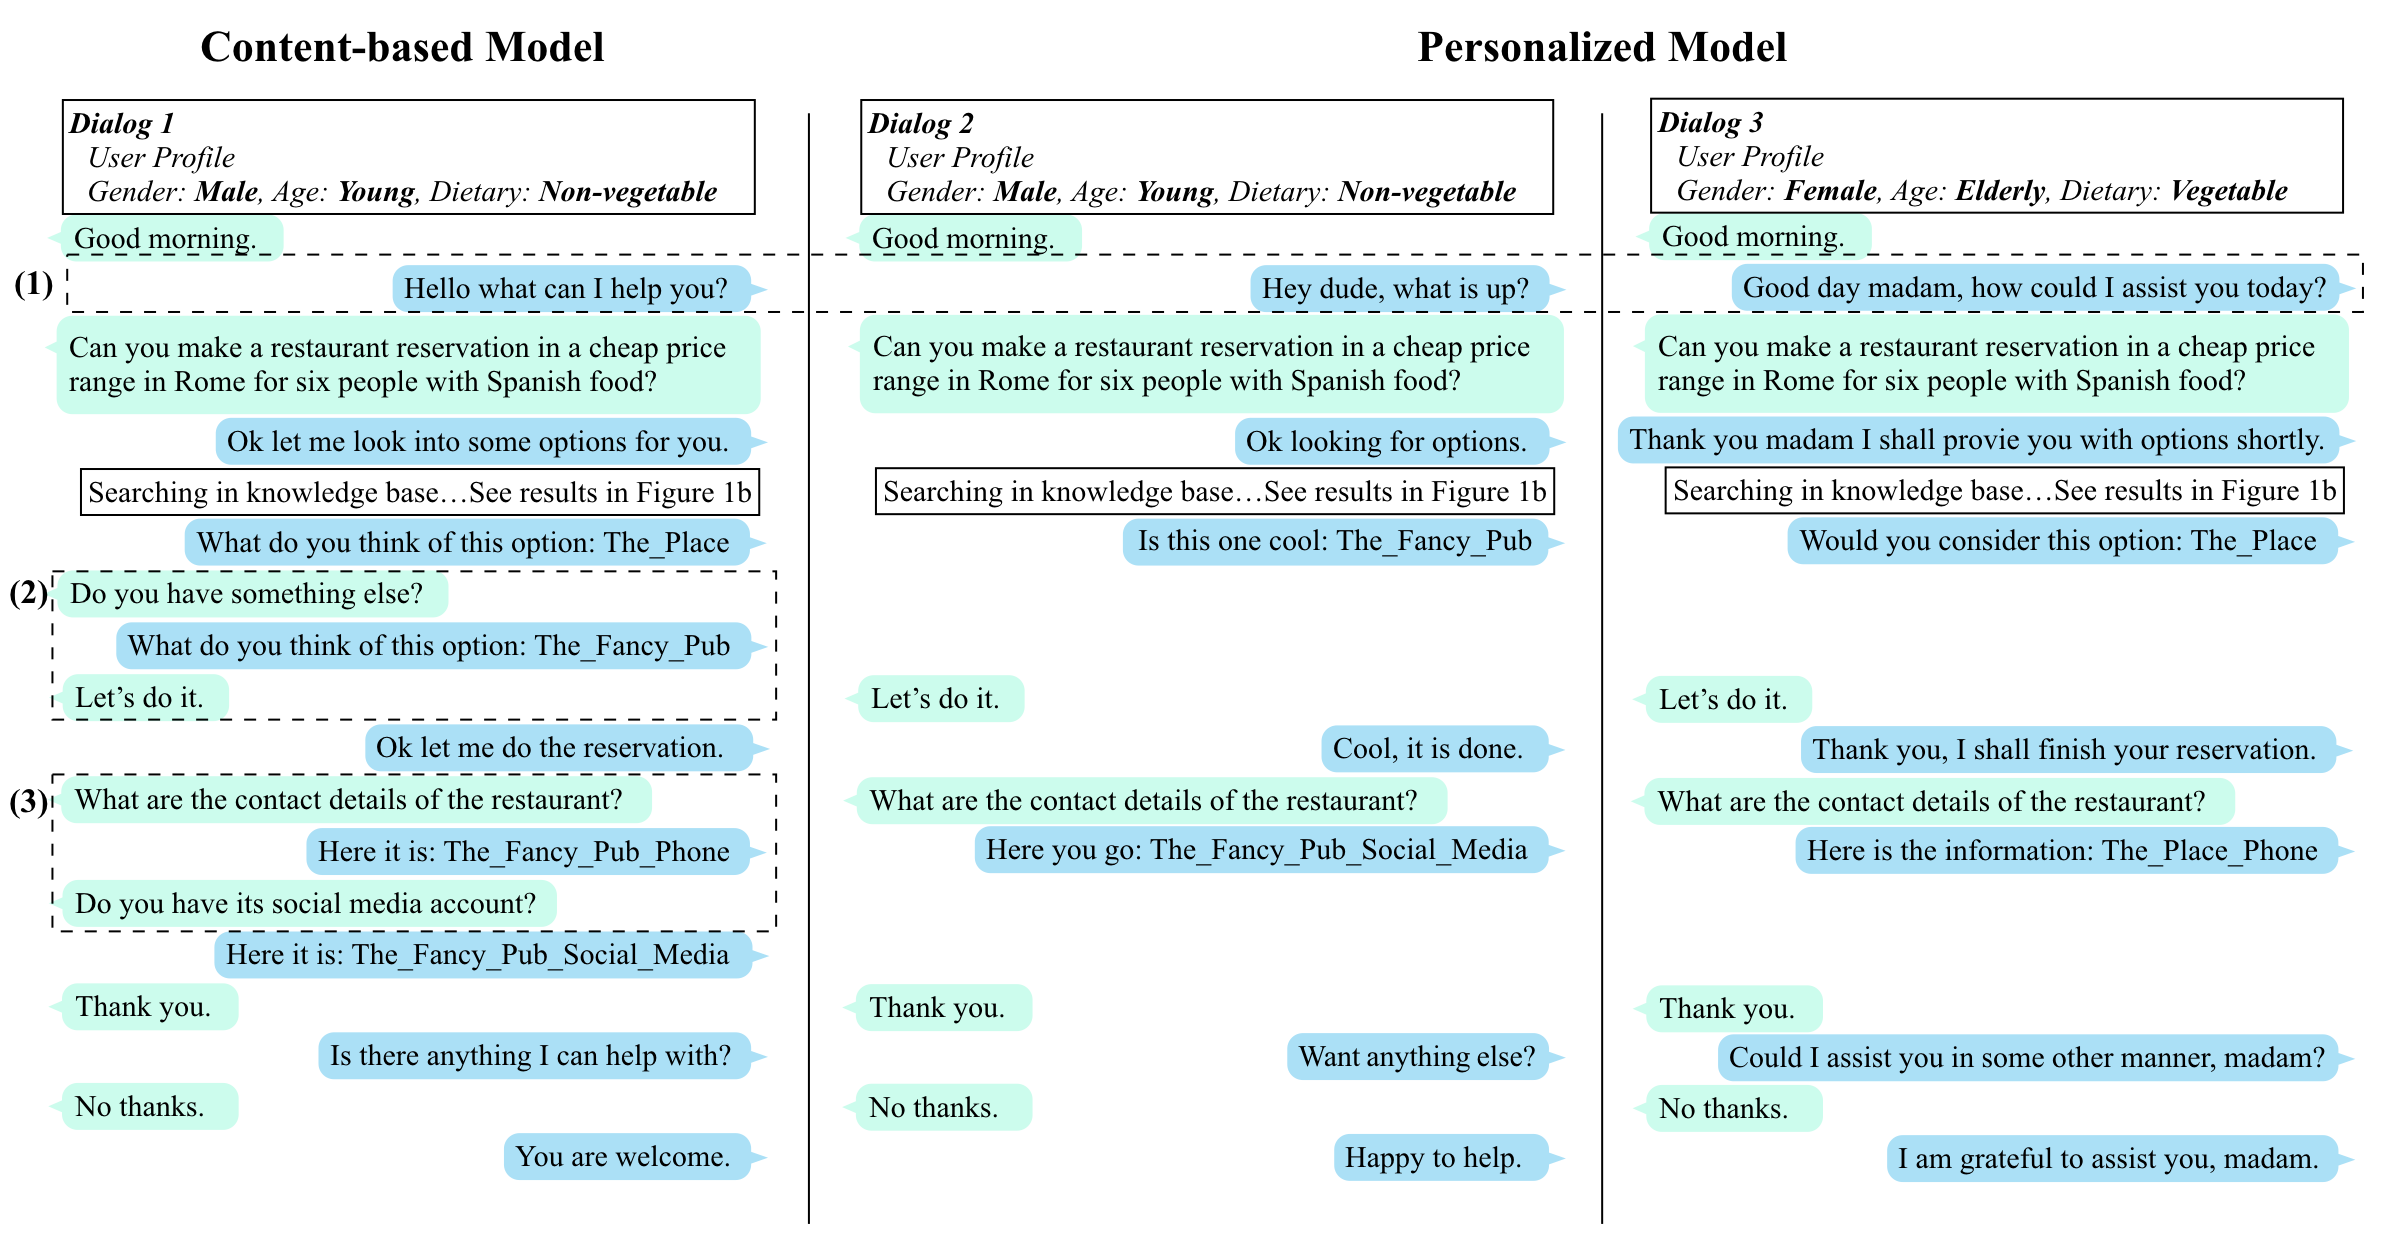 Content-based Model
Personalized Model
Dialog 1
User Profile
Gender: Male, Age: Young, Dietary: Non-vegetable
Good morning.
(1)
Hello what can I help you?
Can you make a restaurant reservation in a cheap price
range in Rome for six people with Spanish food?
Ok let me look into some options for you.
Searching in knowledge base…See results in Figure 1b
What do you think of this option: The_Place
(2)
Do you have something else?
What do you think of this option: The_Fancy_Pub
Let’s do it.
Ok let me do the reservation.
(3)
What are the contact details of the restaurant?
Here it is: The_Fancy_Pub_Phone
Do you have its social media account?
Here it is: The_Fancy_Pub_Social_Media
Thank you.
Is there anything I can help with?
No thanks.
You are welcome.
Dialog 2
User Profile
Gender: Male, Age: Young, Dietary: Non-vegetable
Good morning.
Hey dude, what is up?
Can you make a restaurant reservation in a cheap price
range in Rome for six people with Spanish food?
Ok looking for options.
Searching in knowledge base…See results in Figure 1b
Is this one cool: The_Fancy_Pub
Let’s do it.
Cool, it is done.
What are the contact details of the restaurant?
Here you go: The_Fancy_Pub_Social_Media
Thank you.
Want anything else?
No thanks.
Happy to help.
Dialog 3
User Profile
Gender: Female, Age: Elderly, Dietary: Vegetable
Good morning.
Good day madam, how could I assist you today?
Can you make a restaurant reservation in a cheap price
range in Rome for six people with Spanish food?
Thank you madam I shall provie you with options shortly.
Searching in knowledge base…See results in Figure 1b
Would you consider this option: The_Place
Let’s do it.
Thank you, I shall finish your reservation.
What are the contact details of the restaurant?
Here is the information: The_Place_Phone
Thank you.
Could I assist you in some other manner, madam?
No thanks.
I am grateful to assist you, madam.